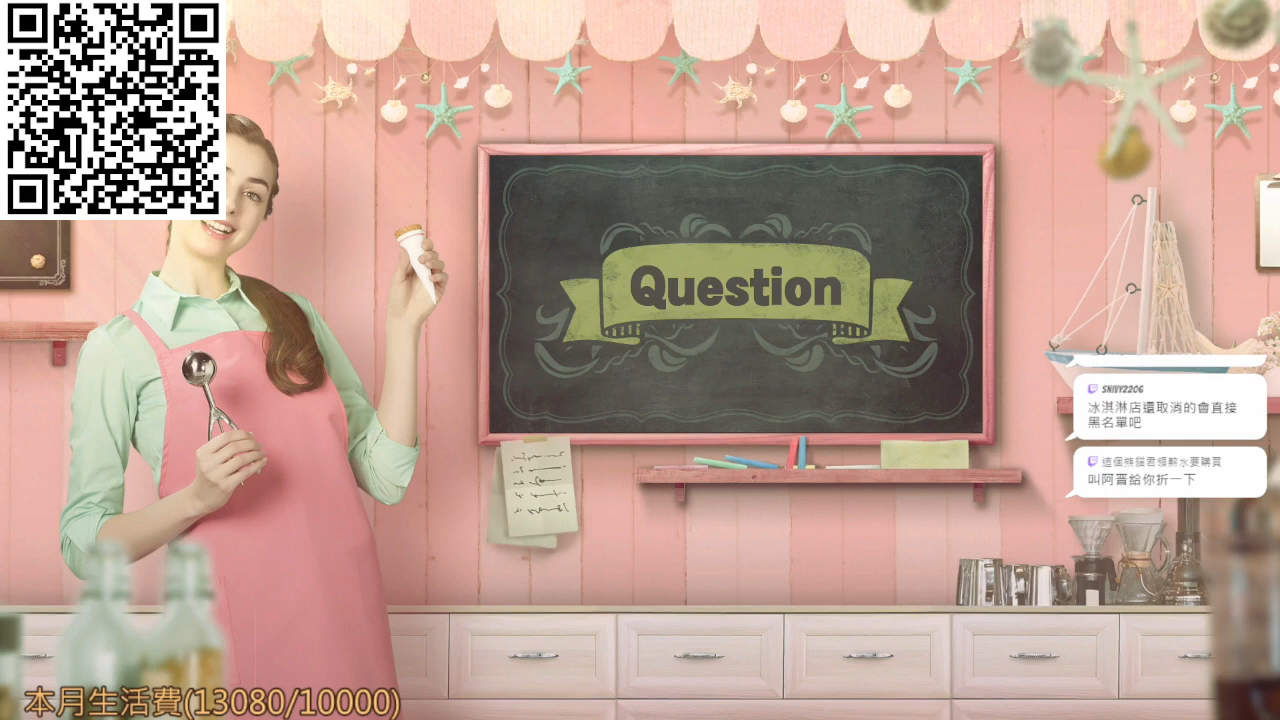 Question
SKIVY2206
冰淇淋店還取消的會直接
黑名單吧
這個熊貓君領薪水要購買
叫阿晋給你折一下
本月生活費(13080/10000)